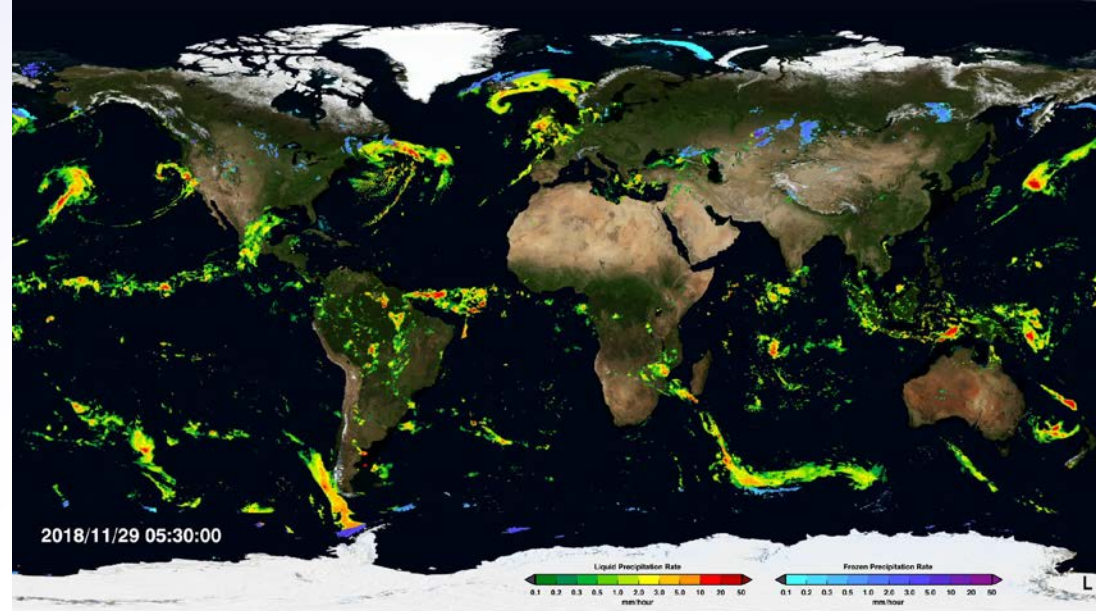 2018/11/29 05:30:00
Liquid Precipitation Rate
0.1 0.2 0.3 0.5 1.0 2.0 3.0 5.0 10 20 50
mm/hour
Frozen Precipitation Rate
0.1 0.2 0.3 0.5 1.0 2.0 3.0 5.0 10 20 50
mm/hour
L